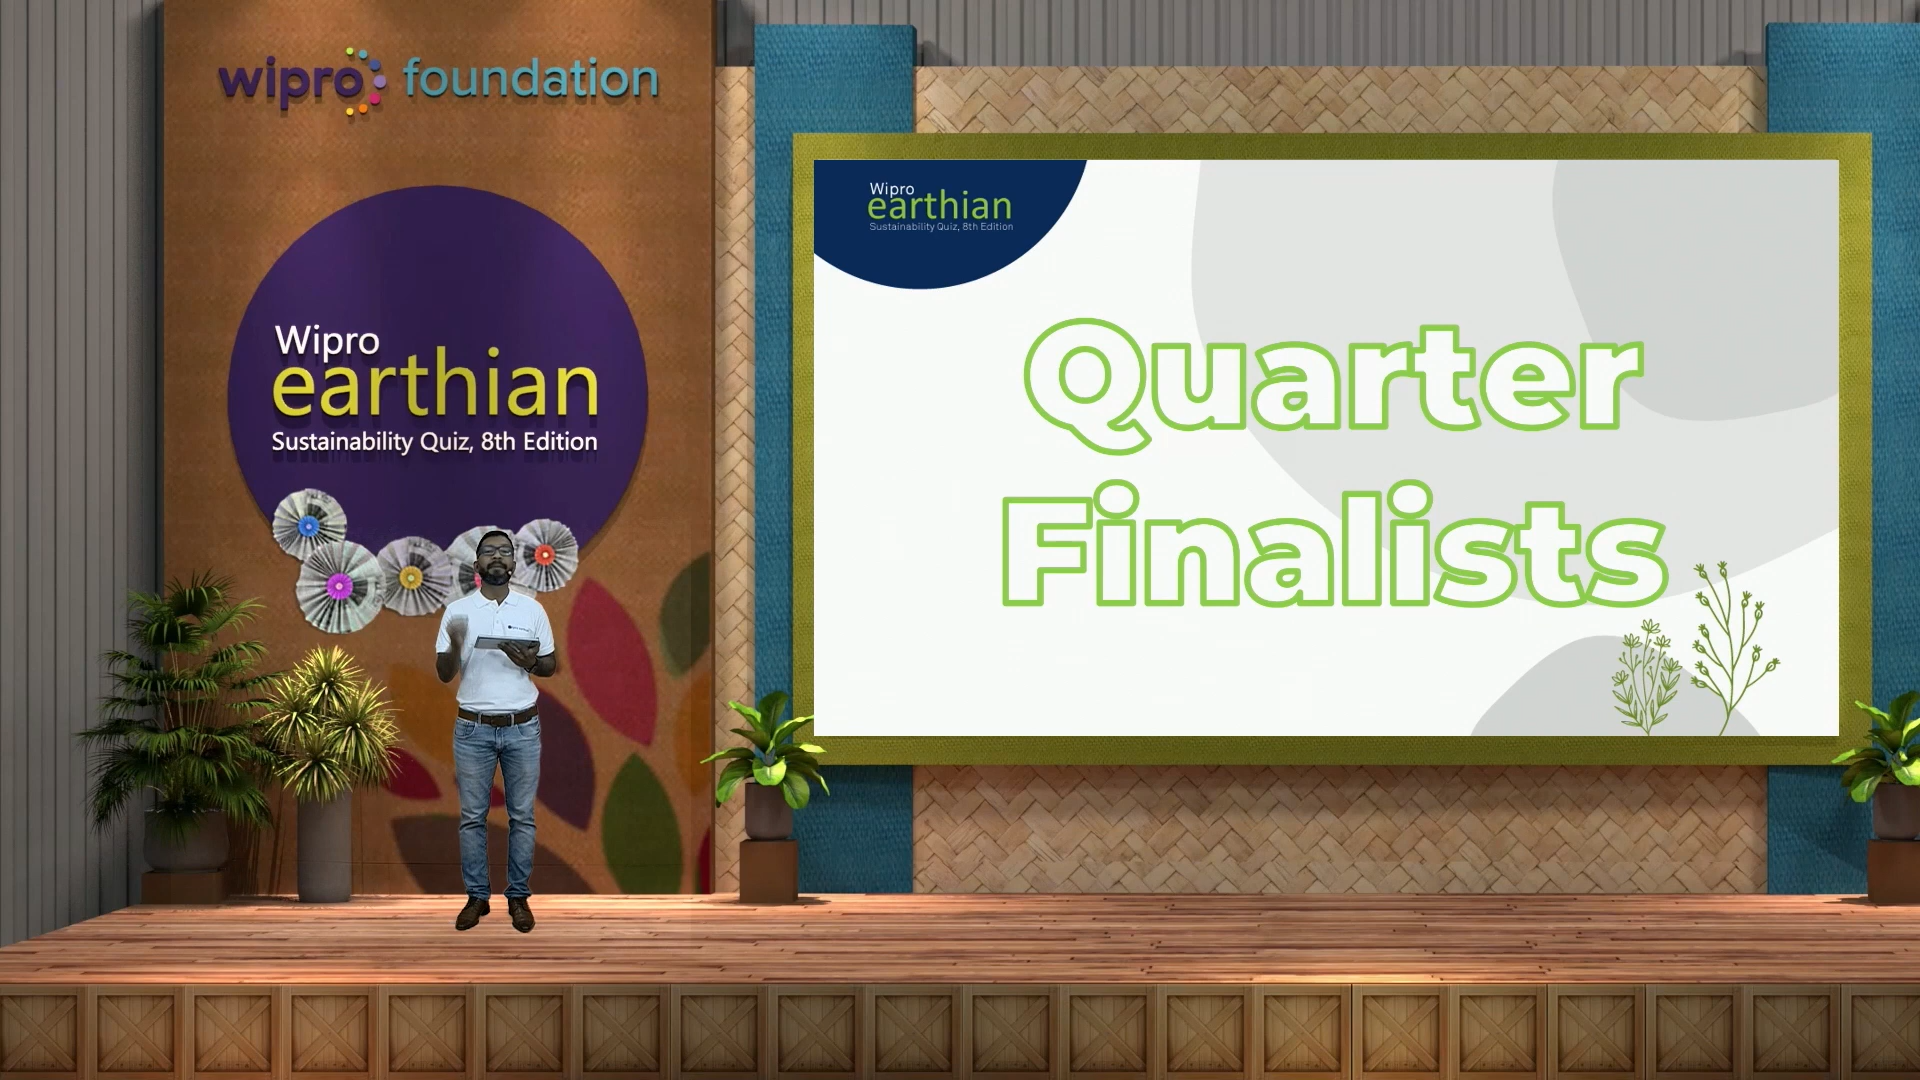 wipro foundation
Wipro
earthian
Sustainability Quiz, 8th Edition
Wipro
earthian
Sustainability Quiz, 8th Edition
Quarter
Finalists